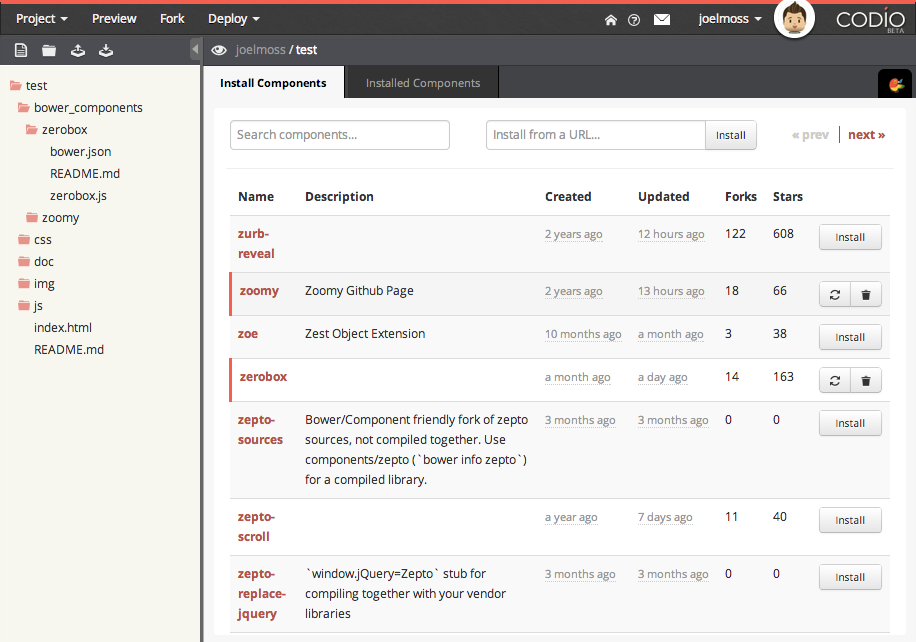 Project Preview Fork Deploy joelmoss CODIO
BETA
joelmoss / test
Install Components Installed Components
test
bower_components
zerobox
bower.json
README.md
zerobox.js
zoomy
css
doc
img
js
index.html
README.md
Search components... Install from a URL... Install « prev next »
Name Description Created Updated Forks Stars
zurb- 2 years ago 12 hours ago 122 608 Install
reveal
zoomy Zoomy Github Page 2 years ago 13 hours ago 18 66
zoe Zest Object Extension 10 months ago a month ago 3 38 Install
zerobox a month ago a day ago 14 163
zepto- Bower/Component friendly fork of zepto 3 months ago 3 months ago 0 0 Install
sources sources, not compiled together. Use
components/zepto (`bower info zepto`)
for a compiled library.
zepto- a year ago 7 days ago 11 40 Install
scroll
zepto- `window.jQuery=Zepto` stub for 3 months ago 3 months ago 0 0 Install
replace- compiling together with your vendor
jquery libraries